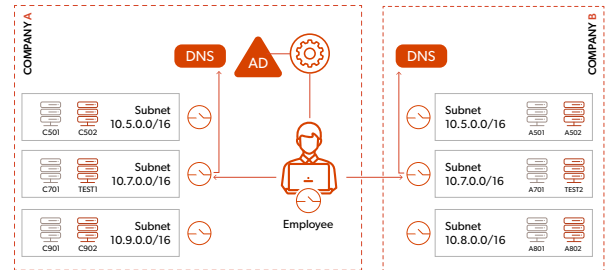 COMPANY A
DNS
AD
Subnet
10.5.0.0/16
C501
C502
Subnet
10.7.0.0/16
C701
TEST1
Subnet
10.9.0.0/16
C901
C902
Employee
COMPANY B
DNS
Subnet
10.5.0.0/16
A501
A502
Subnet
10.7.0.0/16
A701
TEST2
Subnet
10.8.0.0/16
A801
A802